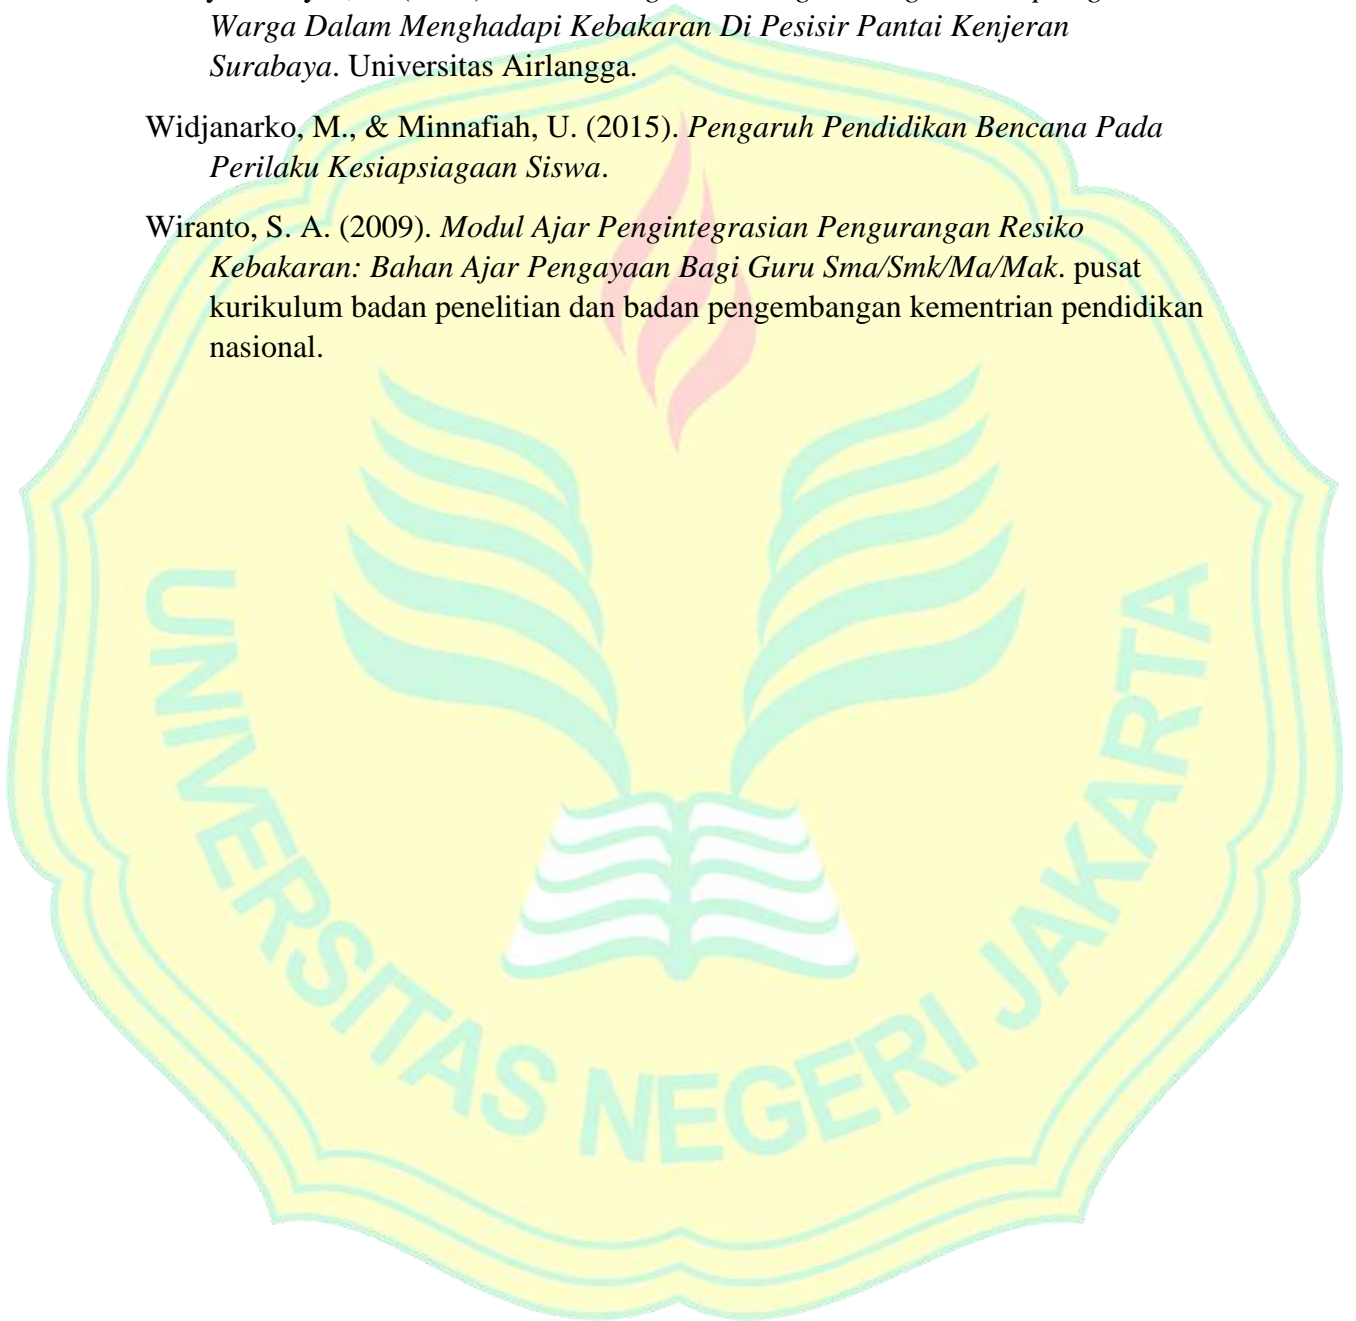 Warga Dalam Menghadapi Kebakaran Di Pesisir Pantai Kenjeran
Surabaya. Universitas Airlangga.
Widjanarko, M., & Minnafiah, U. (2015). Pengaruh Pendidikan Bencana Pada
Perilaku Kesiapsiagaan Siswa.
Wiranto, S. A. (2009). Modul Ajar Pengintegrasian Pengurangan Resiko
Kebakaran: Bahan Ajar Pengayaan Bagi Guru Sma/Smk/Ma/Mak. pusat
kurikulum badan penelitian dan badan pengembangan kementrian pendidikan
nasional.
UNIVERSITAS NEGERI JAKARTA